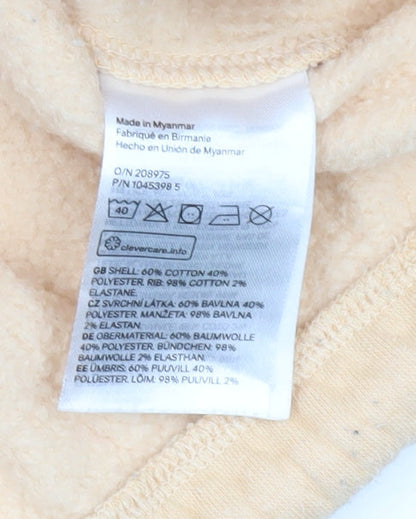 Made in Myanmar
Fabriqué en Birmanie
Hecho en Unión de Myanmar
O/N 208975
P/N 1045398 5
40
clevercare.info
GB SHELL: 60% COTTON 40%
POLYESTER. RIB: 98% COTTON 2%
ELASTANE.
CZ SVRCHNÍ LÁTKA: 60% BAVLNA 40%
POLYESTER. MANŽETA: 98% BAVLNA
2% ELASTAN.
DE OBERMATERIAL: 60% BAUMWOLLE
40% POLYESTER. BÜNDCHEN: 98%
BAUMWOLLE 2% ELASTHAN.
EE ÜMBRIS: 60% PUUVILL 40%
POLÜESTER. LÕIM: 98% PUUVILL 2%